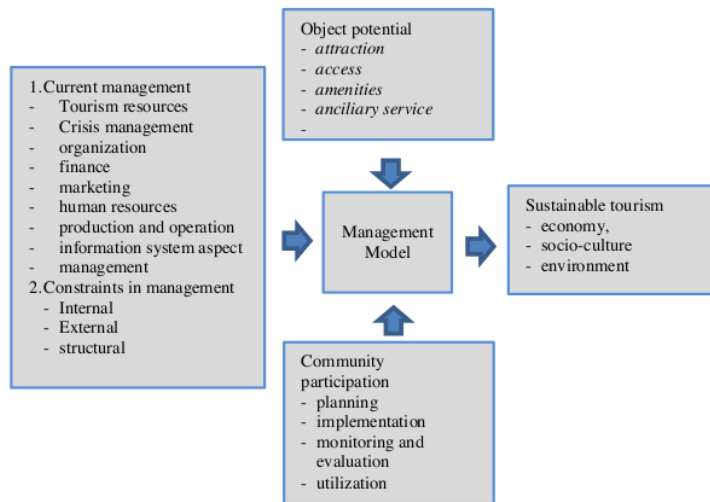 Object potential
- attraction
- access
- amenities
- anciliary service
-
1.Current management
- Tourism resources
- Crisis management
- organization
- finance
- marketing
- human resources
- production and operation
- information system aspect
- management
2.Constraints in management
- Internal
- External
- structural
Management
Model
Sustainable tourism
- economy,
- socio-culture
- environment
Community
participation
- planning
- implementation
- monitoring and
evaluation
- utilization